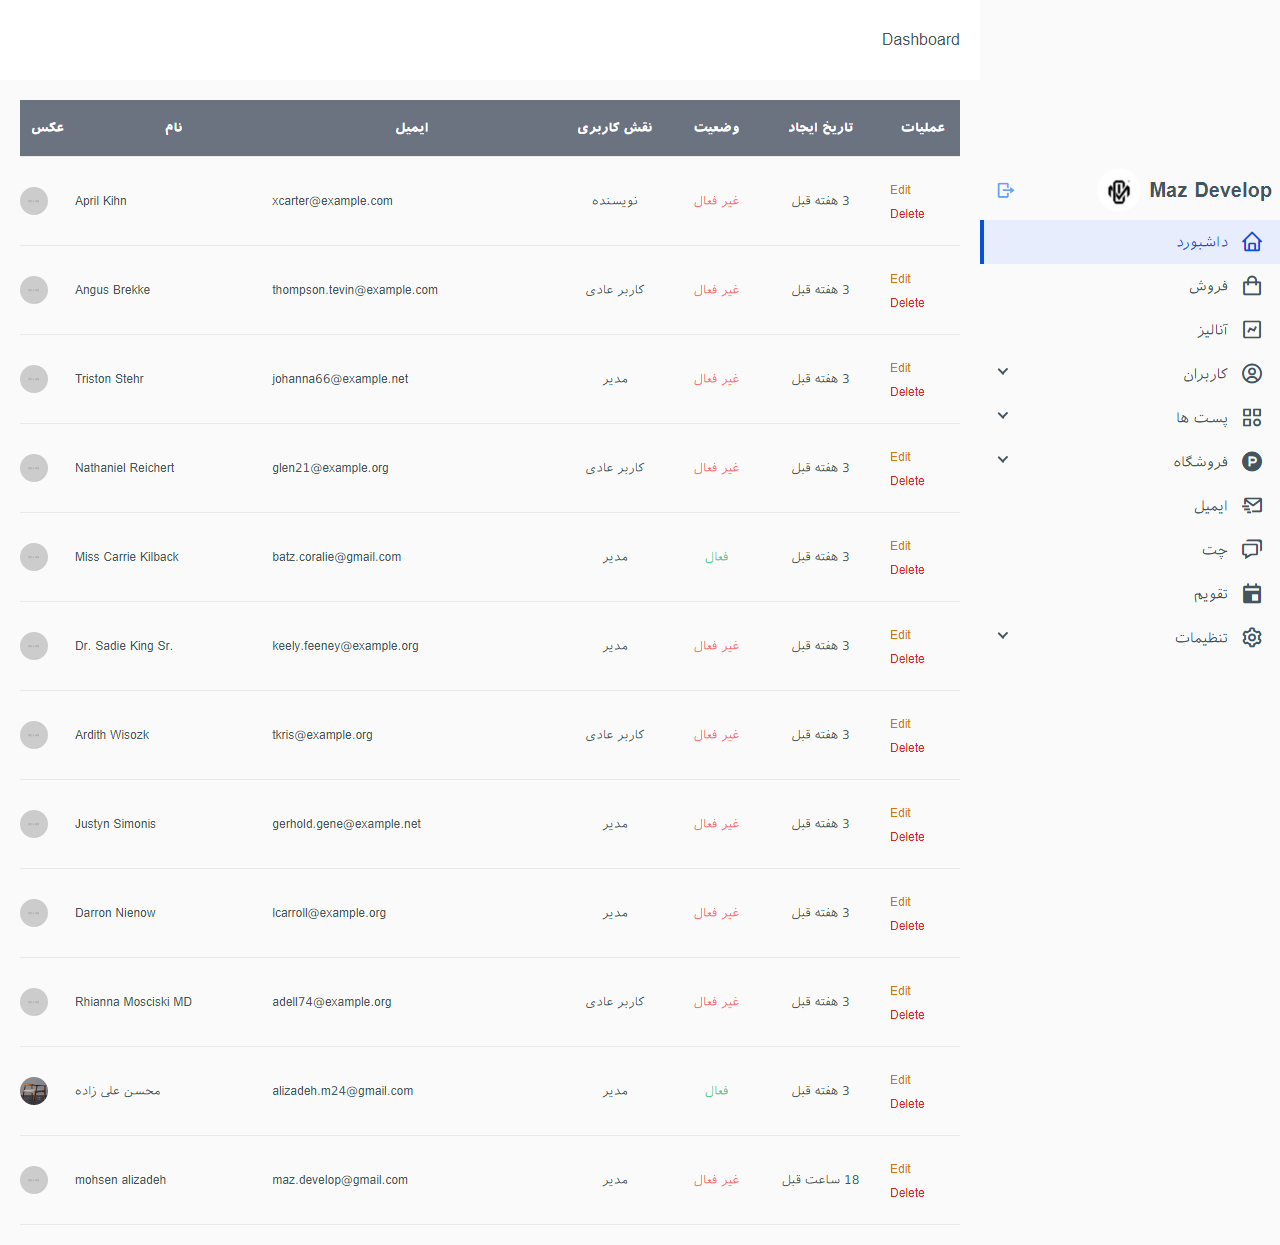 Dashboard
Maz Develop
داشبورد
فروش
آنالیز
کاربران
پست ها
فروشگاه
ایمیل
چت
تقویم
تنظیمات
عکس نام ایمیل نقش کاربری وضعیت تاریخ ایجاد عملیات
April Kihn xcarter@example.com نویسنده غیر فعال 3 هفته قبل Edit
Delete
Angus Brekke thompson.tevin@example.com کاربر عادی غیر فعال 3 هفته قبل Edit
Delete
Triston Stehr johanna66@example.net مدیر غیر فعال 3 هفته قبل Edit
Delete
Nathaniel Reichert glen21@example.org کاربر عادی غیر فعال 3 هفته قبل Edit
Delete
Miss Carrie Kilback batz.coralie@gmail.com مدیر فعال 3 هفته قبل Edit
Delete
Dr. Sadie King Sr. keely.feeney@example.org مدیر غیر فعال 3 هفته قبل Edit
Delete
Ardith Wisozk tkris@example.org کاربر عادی غیر فعال 3 هفته قبل Edit
Delete
Justyn Simonis gerhold.gene@example.net مدیر غیر فعال 3 هفته قبل Edit
Delete
Darron Nienow lcarroll@example.org مدیر غیر فعال 3 هفته قبل Edit
Delete
Rhianna Mosciski MD adell74@example.org کاربر عادی غیر فعال 3 هفته قبل Edit
Delete
محسن علی زاده alizadeh.m24@gmail.com مدیر فعال 3 هفته قبل Edit
Delete
mohsen alizadeh maz.develop@gmail.com مدیر غیر فعال 18 ساعت قبل Edit
Delete